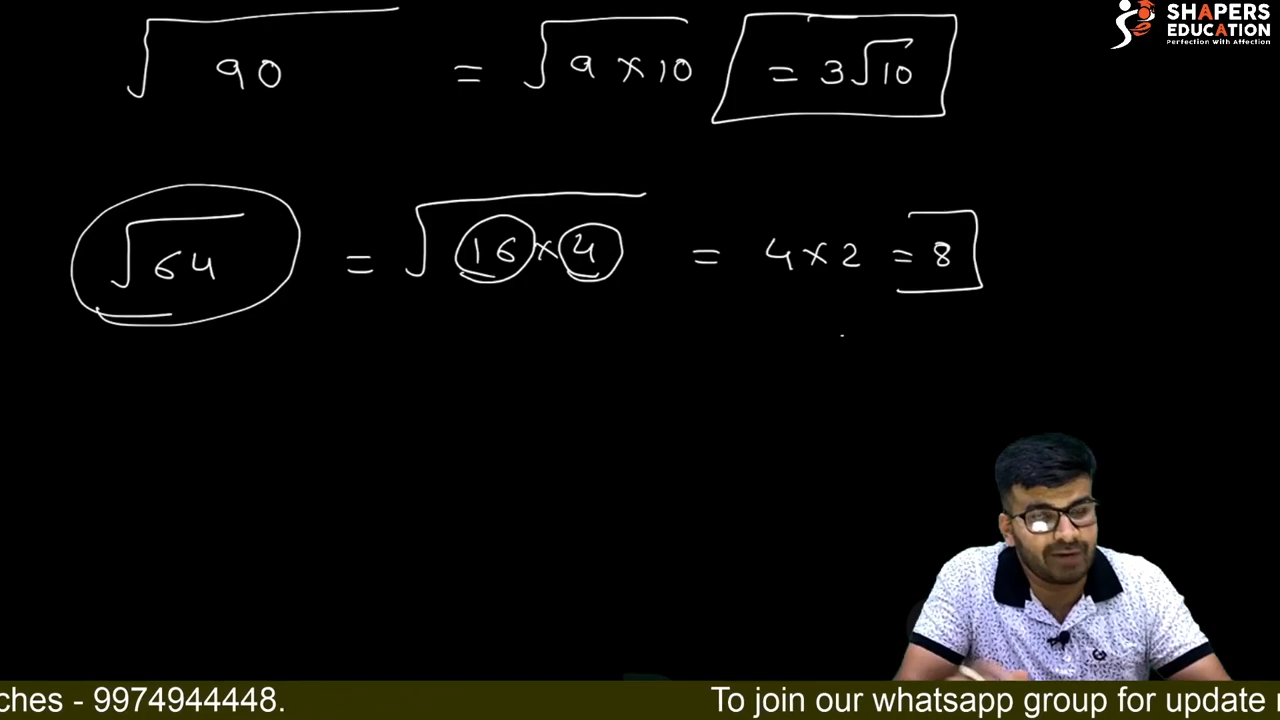 SHAPERS
EDUCATION
Perfection With Affection
√90 = √9 × 10 = 3√10
√64 = √16 × 4 = 4 × 2 = 8
ches - 9974944448. To join our whatsapp group for update